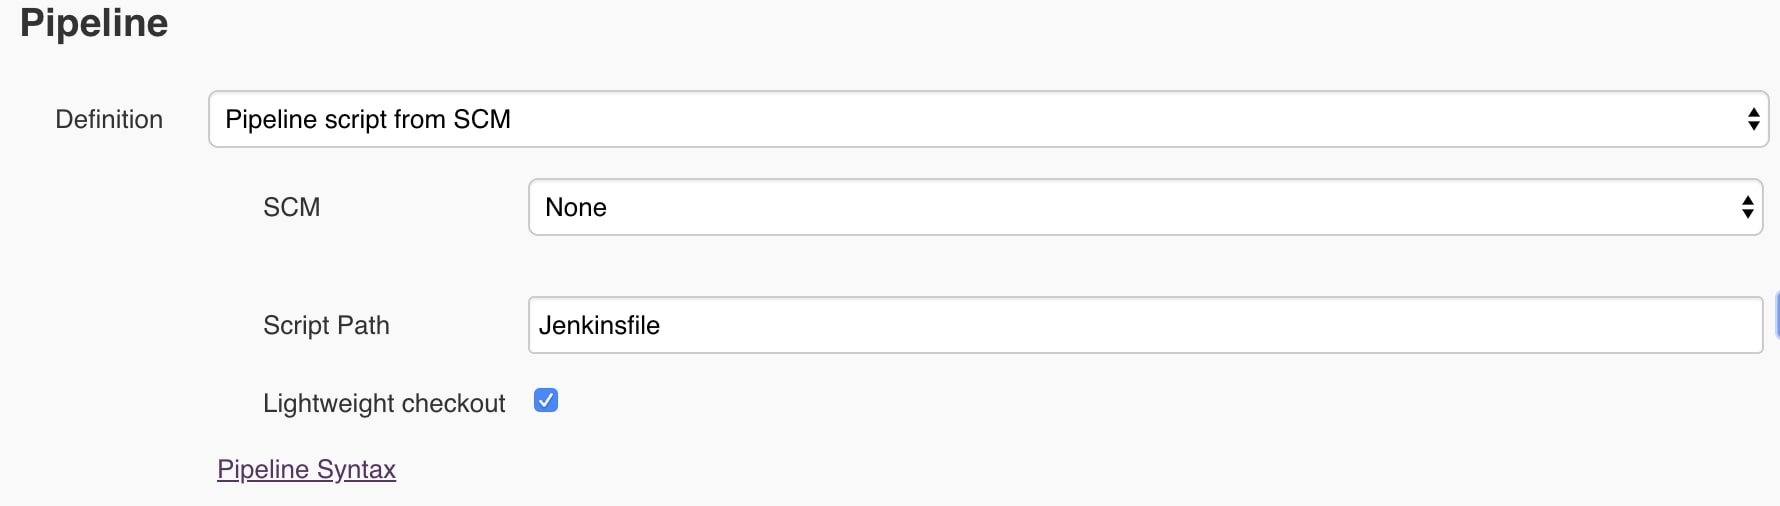 Pipeline
Definition
Pipeline script from SCM
SCM
None
Script Path
Jenkinsfile
Lightweight checkout
Pipeline Syntax